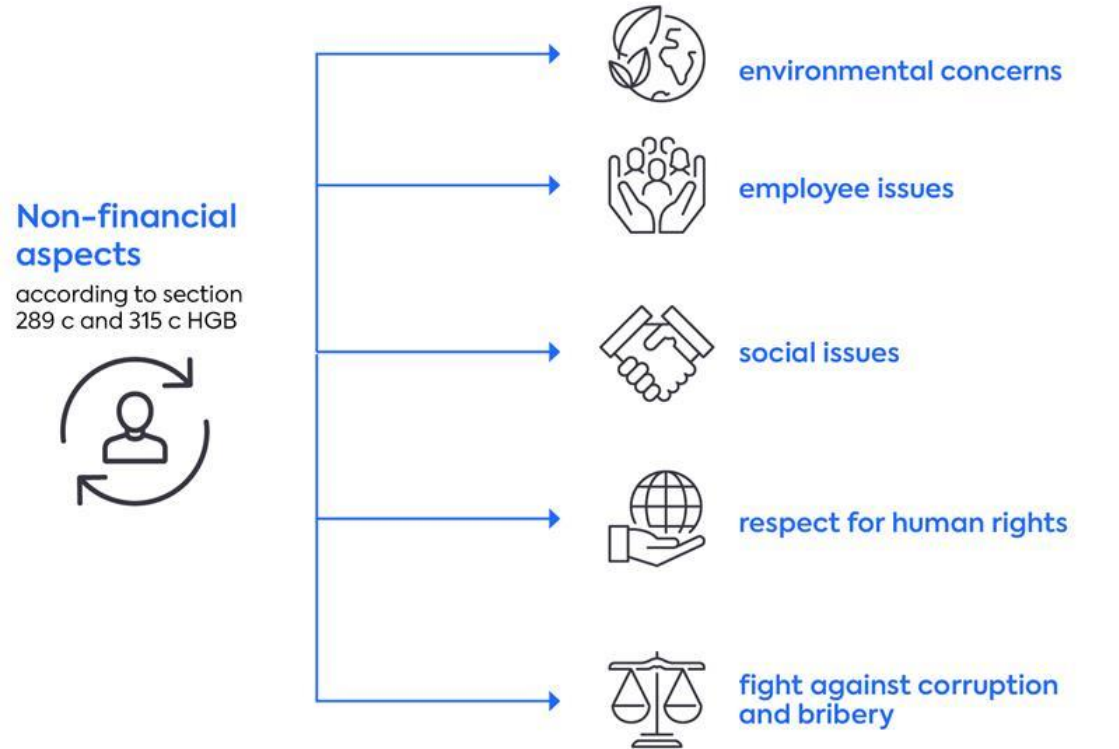 Non-financial
aspects
according to section
289 c and 315 c HGB
environmental concerns
employee issues
social issues
respect for human rights
fight against corruption
and bribery